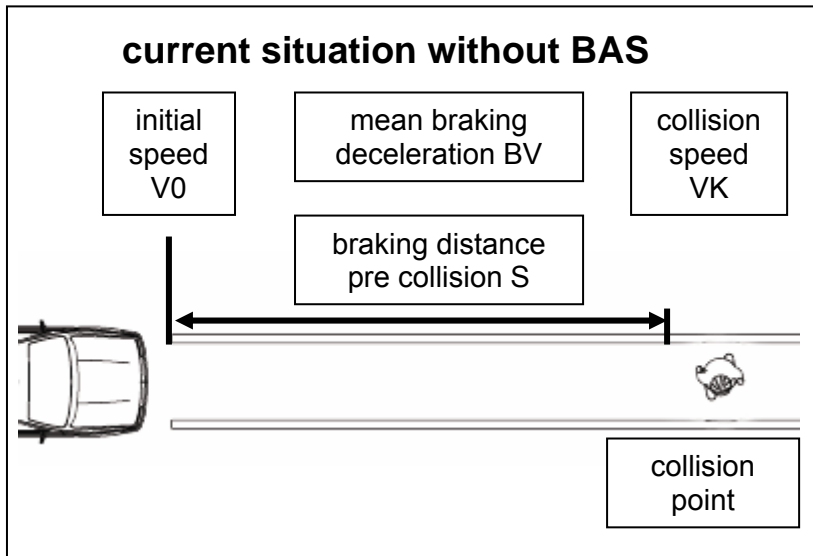 current situation without BAS
initial
speed
V0
mean braking
deceleration BV
collision
speed
VK
braking distance
pre collision S
collision
point